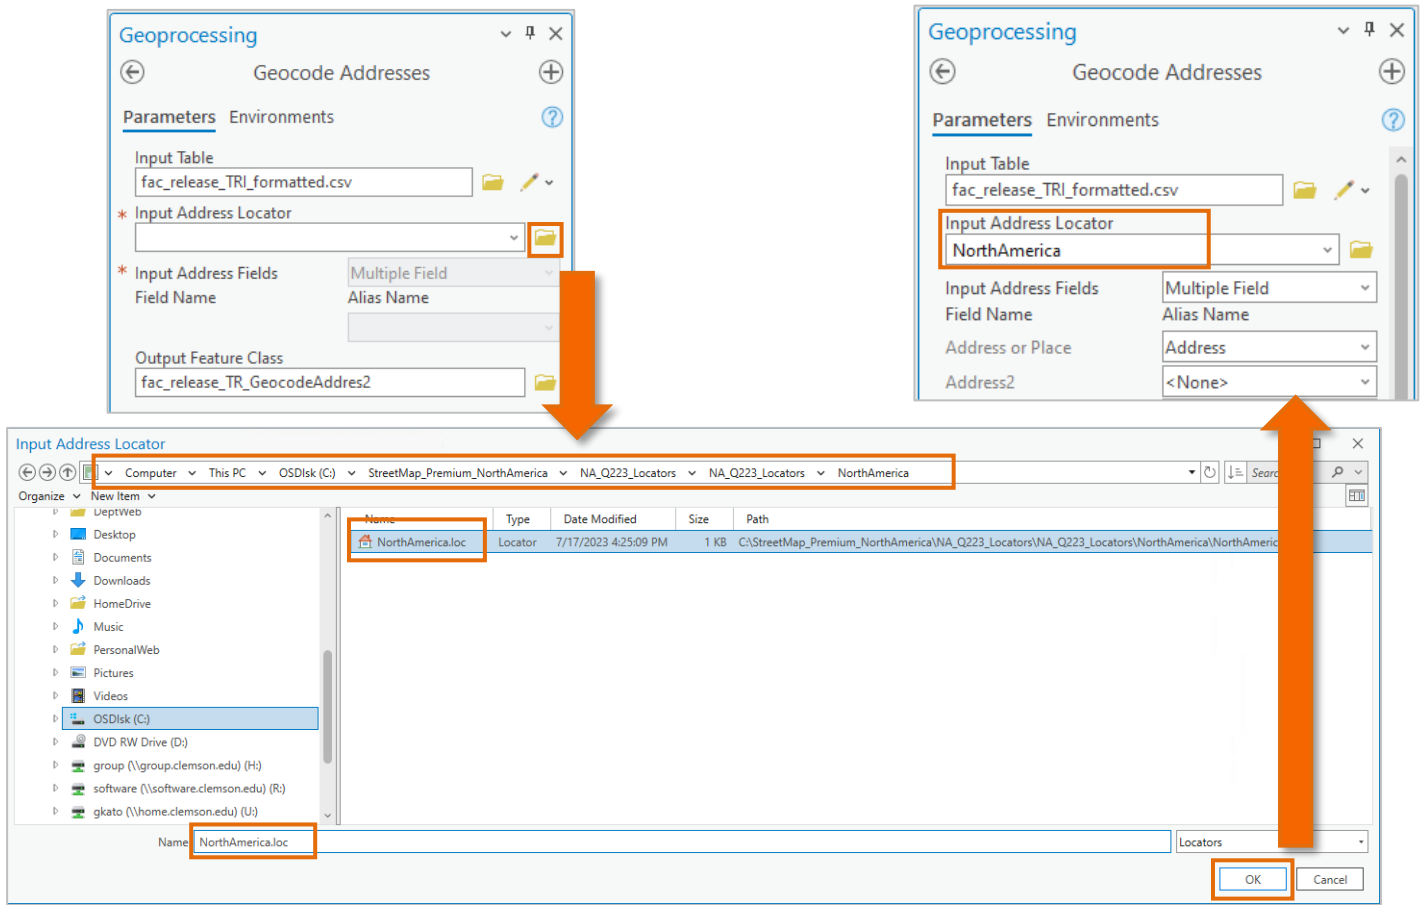 Geoprocessing
Geocode Addresses
Parameters Environments
Input Table
fac_release_TRI_formatted.csv
* Input Address Locator
* Input Address Fields Multiple Field
Field Name Alias Name
Output Feature Class
fac_release_TR_GeocodeAddres2
Geoprocessing
Geocode Addresses
Parameters Environments
Input Table
fac_release_TRI_formatted.csv
Input Address Locator
NorthAmerica
Input Address Fields Multiple Field
Field Name Alias Name
Address or Place Address
Address2 <None>
Input Address Locator
Computer This PC OSDIsk (C:) StreetMap_Premium_NorthAmerica NA_Q223_Locators NA_Q223_Locators NorthAmerica
Organize New Item
Name Type Date Modified Size Path
NorthAmerica.loc Locator 7/17/2023 4:25:09 PM 1 KB C:\StreetMap_Premium_NorthAmerica\NA_Q223_Locators\NA_Q223_Locators\NorthAmerica\NorthAmeric
DeptWeb
Desktop
Documents
Downloads
HomeDrive
Music
PersonalWeb
Pictures
Videos
OSDIsk (C:)
DVD RW Drive (D:)
group (\\group.clemson.edu) (H:)
software (\\software.clemson.edu) (R:)
gkato (\\home.clemson.edu) (U:)
Name NorthAmerica.loc Locators
OK Cancel